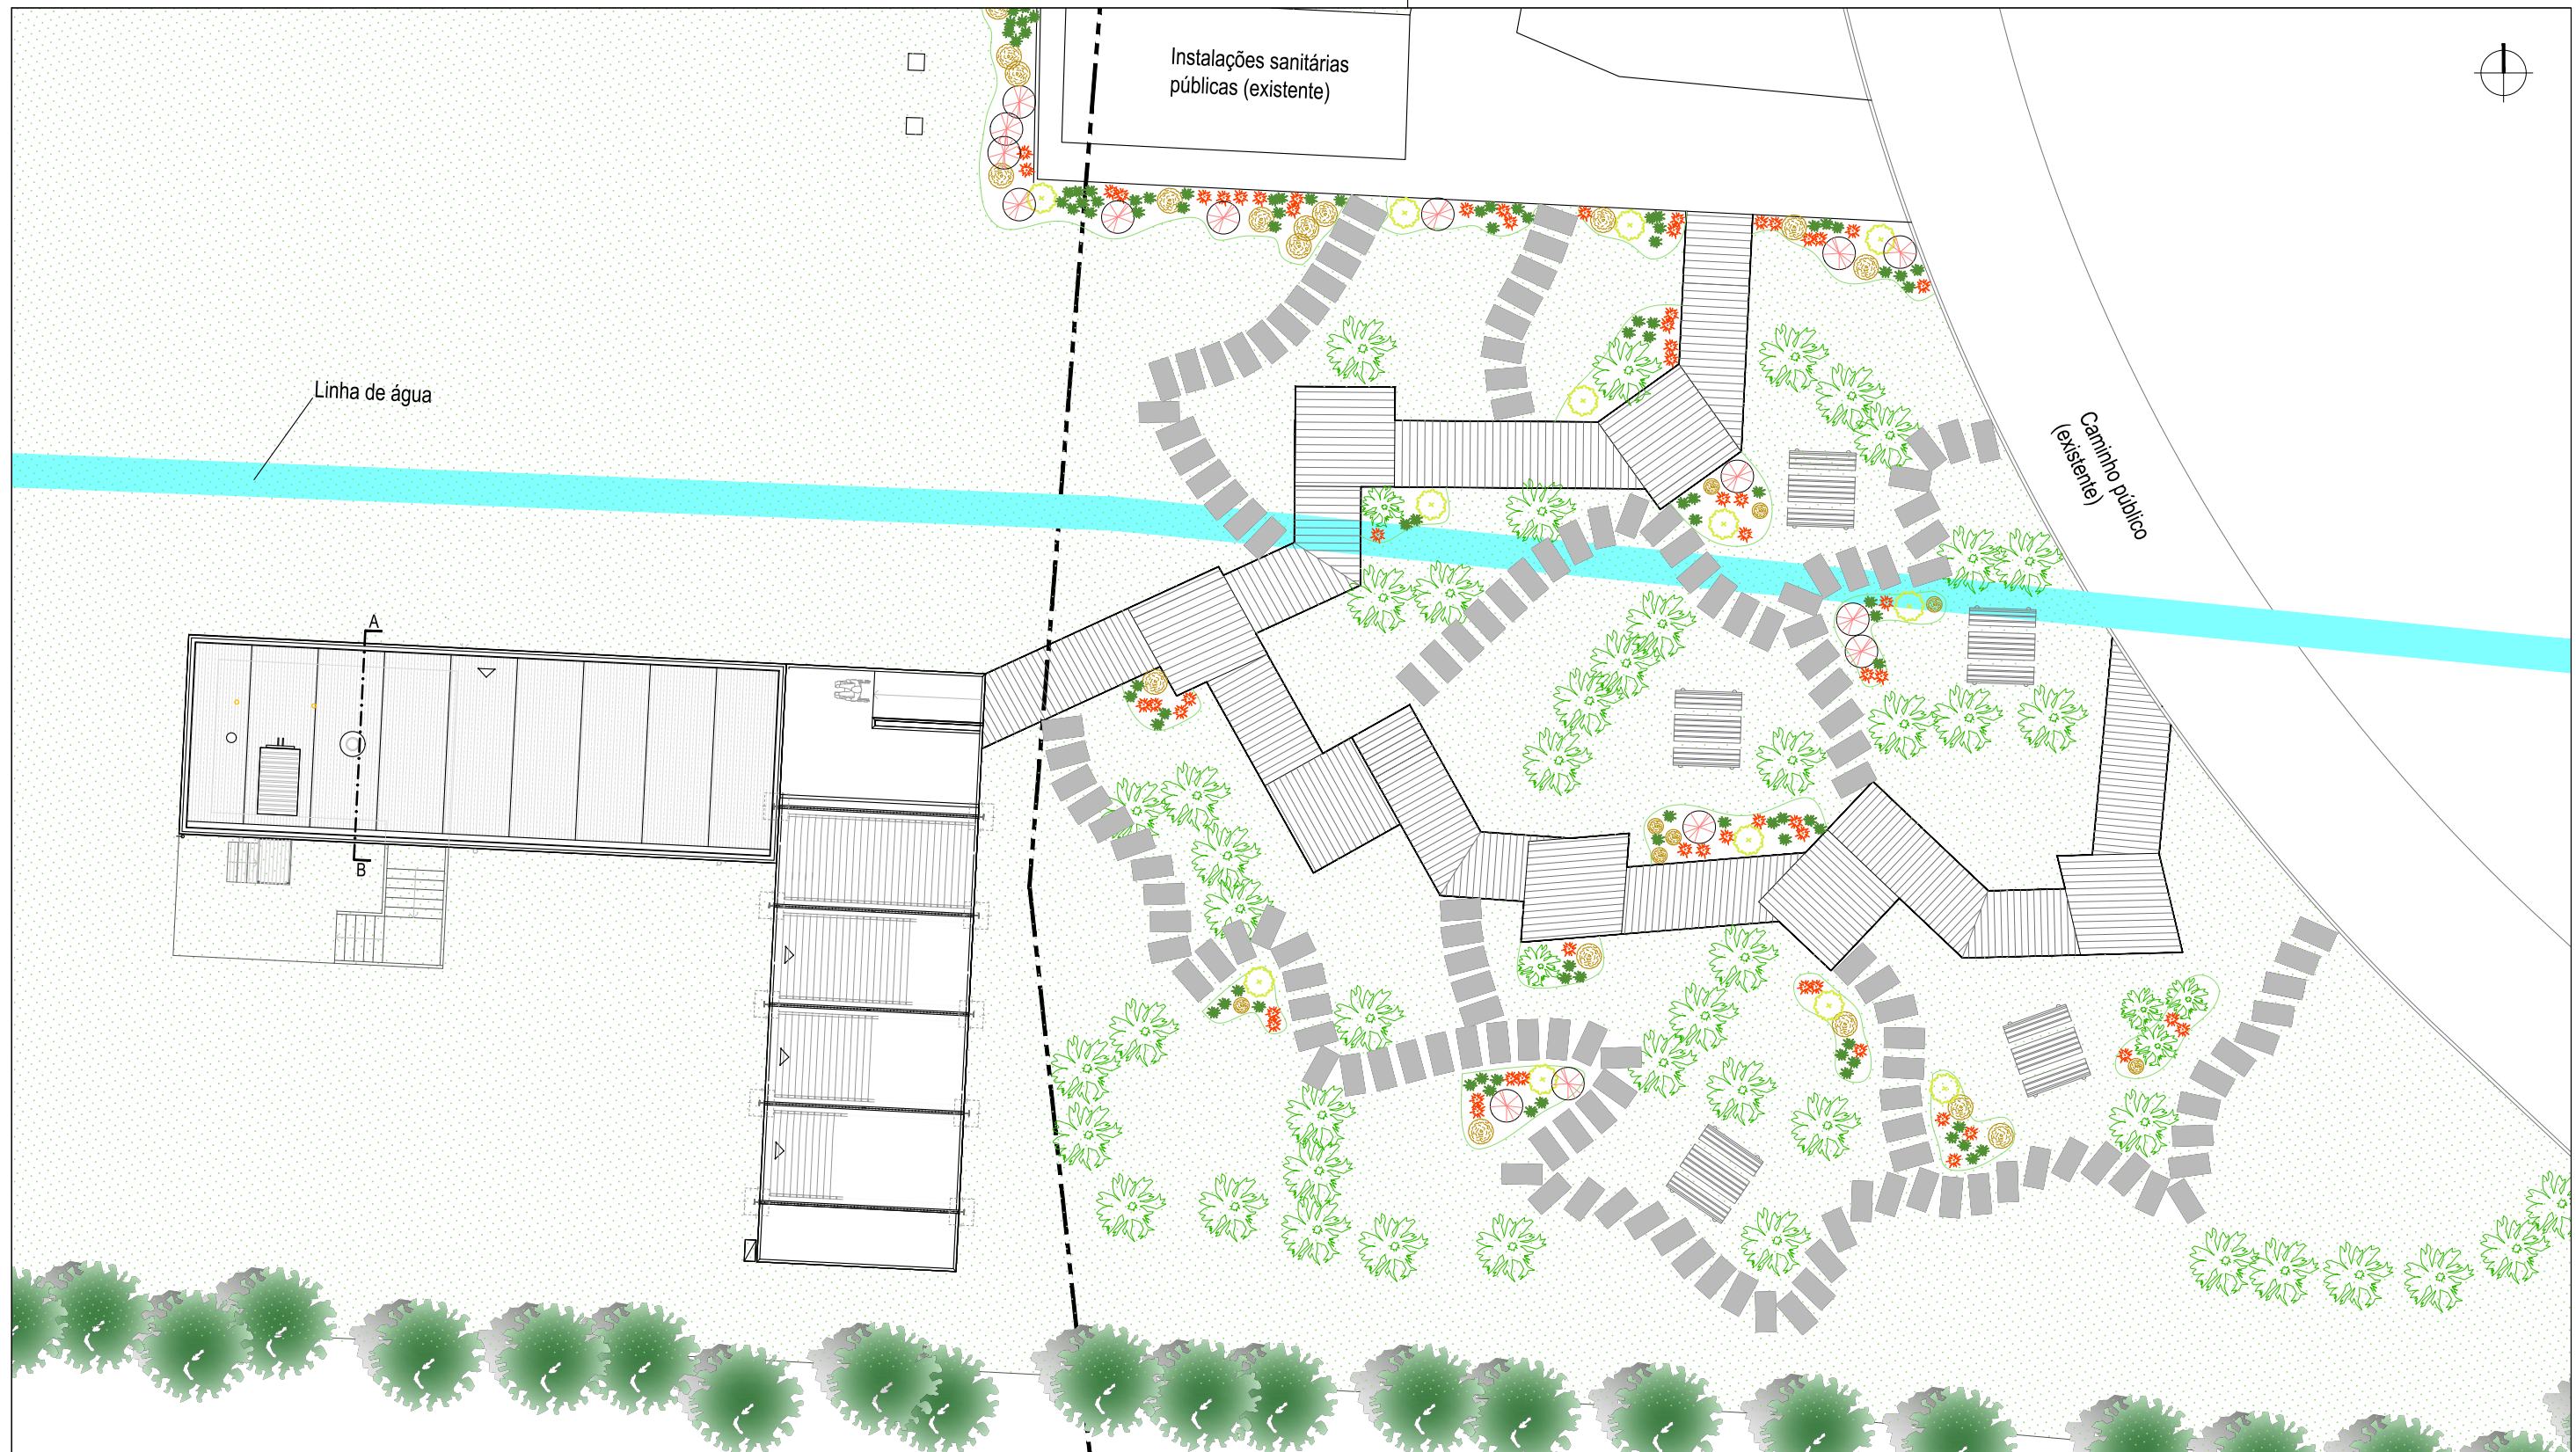 Instalações sanitárias
públicas (existente)
Linha de água
Caminho público
(existente)
A
B